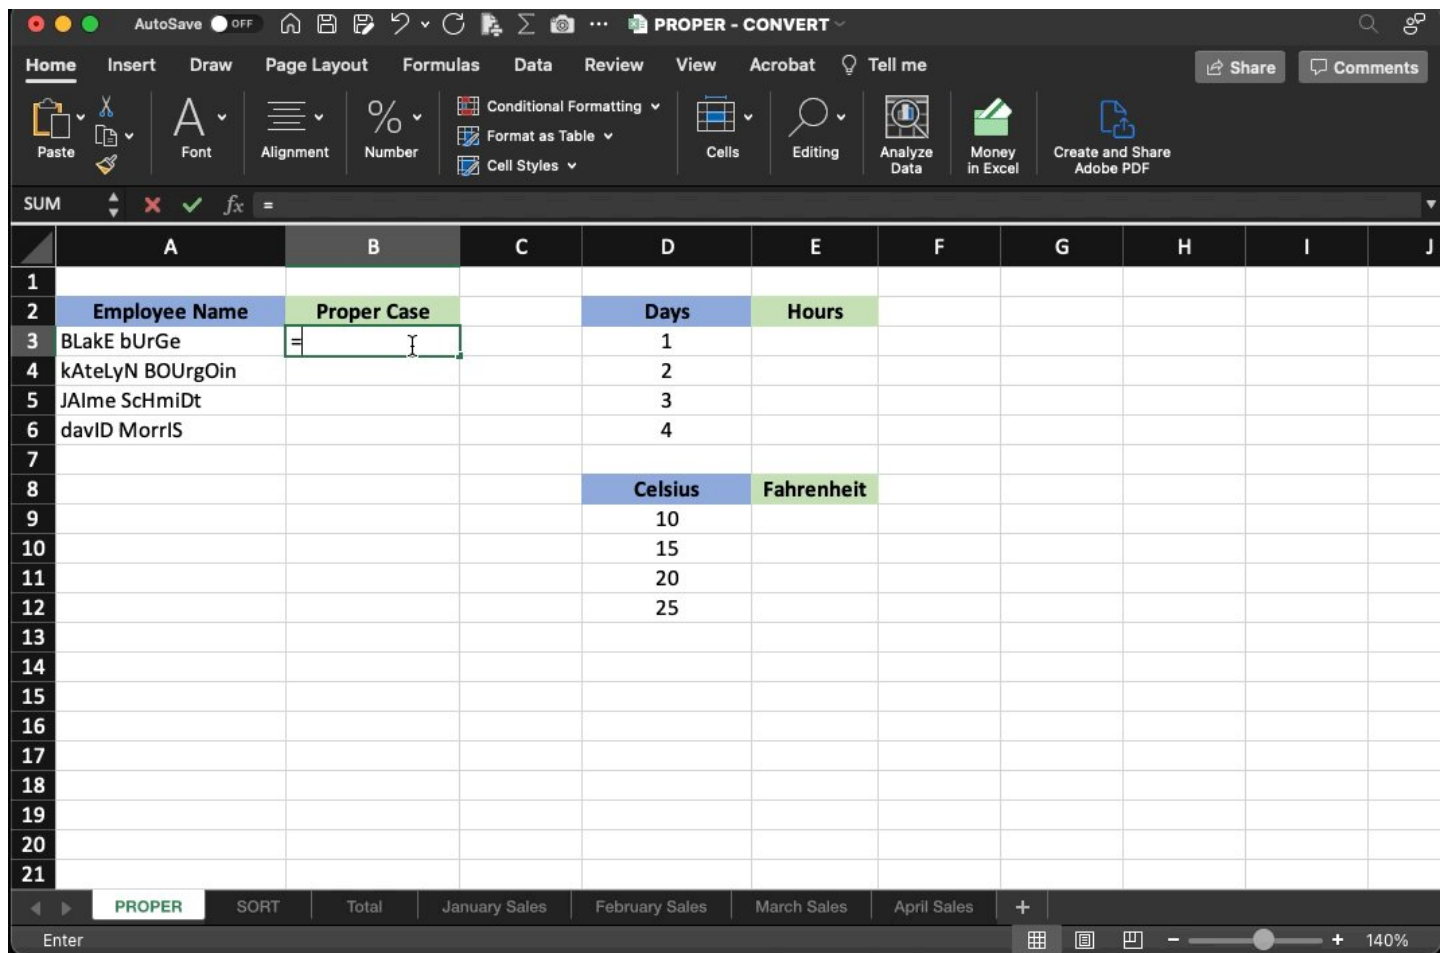 AutoSave OFF PROPER - CONVERT
Home Insert Draw Page Layout Formulas Data Review View Acrobat Tell me Share Comments
Paste Font Alignment Number Conditional Formatting Format as Table Cell Styles Cells Editing Analyze Data Money in Excel Create and Share Adobe PDF
SUM fx =
A B C D E F G H I J
1
2 Employee Name Proper Case Days Hours
3 BLakE bUrGe = 1
4 kAteLyN BOUrgOin 2
5 JAIme ScHmiDt 3
6 davID MorrIS 4
7
8 Celsius Fahrenheit
9 10
10 15
11 20
12 25
13
14
15
16
17
18
19
20
21
PROPER SORT Total January Sales February Sales March Sales April Sales +
Enter - + 140%